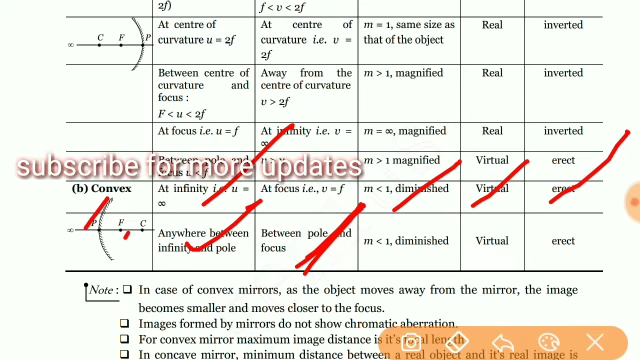 2f) f < v < 2f
At centre of curvature u = 2f At centre of curvature i.e. v = 2f m = 1, same size as that of the object Real inverted
∞ C F P
Between centre of curvature and focus : F < u < 2f Away from the centre of curvature v > 2f m > 1, magnified Real inverted
At focus i.e. u = f At infinity i.e. v = ∞ m = ∞, magnified Real inverted
Between pole and m > 1 magnified Virtual erect
subscribe for more updates
(b) Convex At infinity i.e. u = ∞ At focus i.e., v = f m < 1, diminished Virtual erect
∞ P F C
Anywhere between infinity and pole Between pole and focus m < 1, diminished Virtual erect
Note : ❑ In case of convex mirrors, as the object moves away from the mirror, the image
becomes smaller and moves closer to the focus.
❑ Images formed by mirrors do not show chromatic aberration.
❑ For convex mirror maximum image distance is it's focal length
❑ In concave mirror, minimum distance between a real object and it's real image is